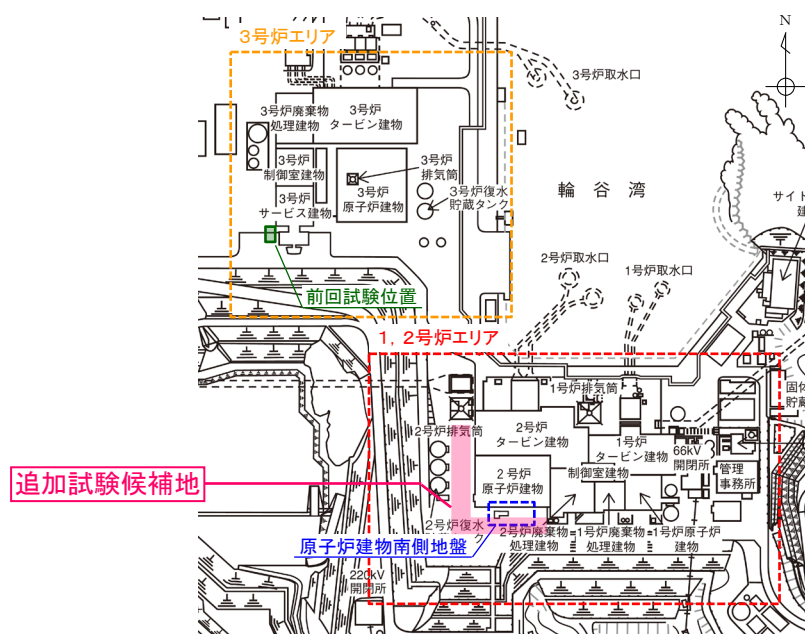 N
3号炉エリア
3号炉取水口
3号炉廃棄物
処理建物
3号炉
タービン建物
3号炉
制御室建物
3号炉
排気筒
3号炉
原子炉建物
3号炉復水
貯蔵タンク
3号炉
サービス建物
輪谷湾
サイト
前回試験位置
2号炉取水口
1号炉取水口
1，2号炉エリア
1号炉排気筒
固体
貯蔵
2号炉排気筒
2号炉
タービン建物
1号炉
タービン建物
66kV
開閉所
管理
事務所
制御室建物
2号炉
原子炉建物
追加試験候補地
2号炉復水
ク
2号炉廃棄物
処理建物
1号炉廃棄物
処理建物
1号炉原子炉
建物
原子炉建物南側地盤
220kV
開閉所